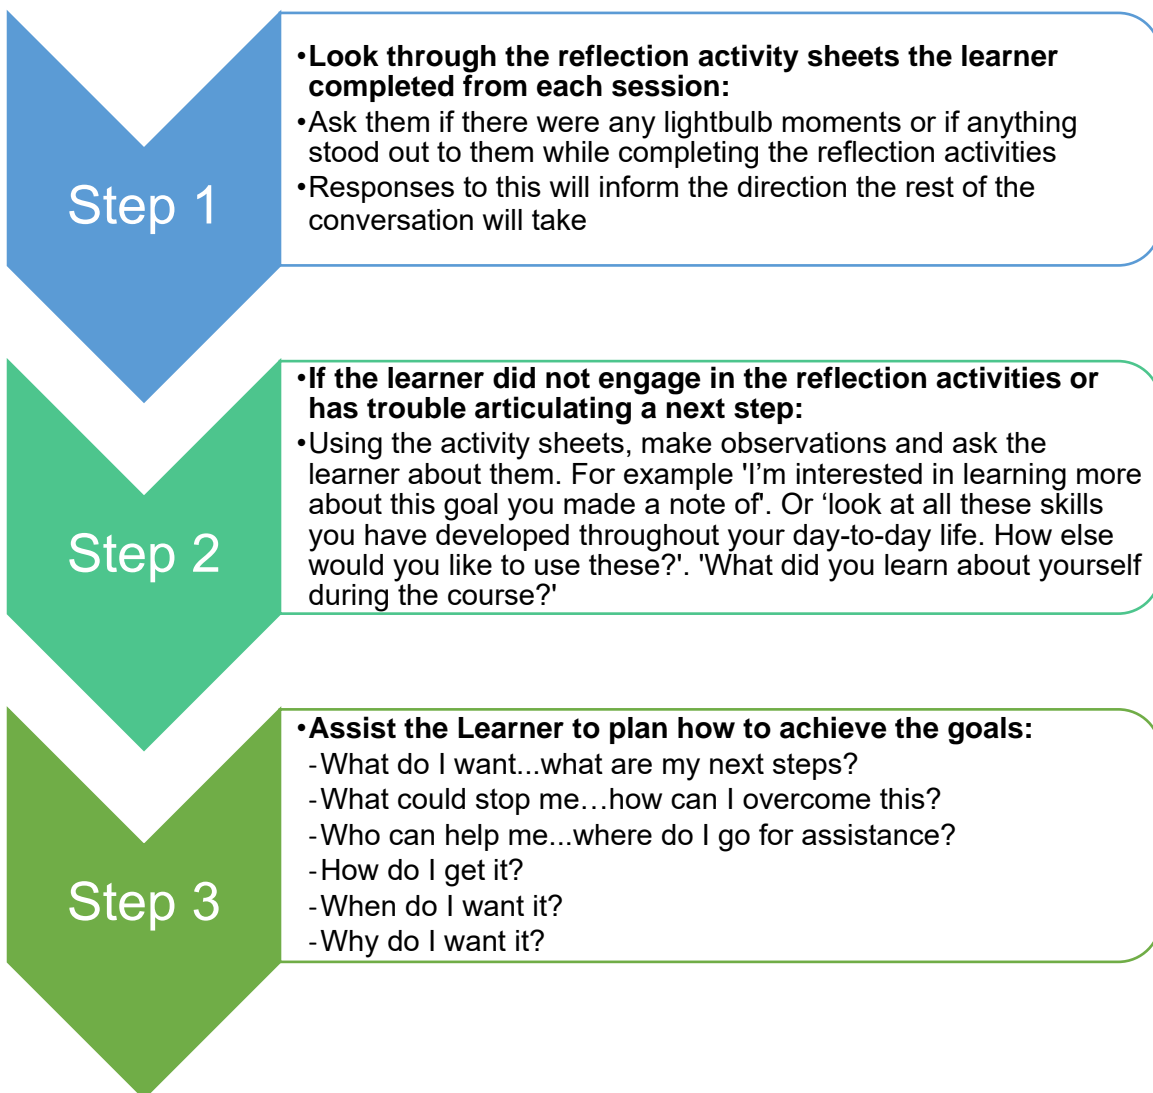 Step 1
•Look through the reflection activity sheets the learner
completed from each session:
•Ask them if there were any lightbulb moments or if anything
stood out to them while completing the reflection activities
•Responses to this will inform the direction the rest of the
conversation will take
Step 2
•If the learner did not engage in the reflection activities or
has trouble articulating a next step:
•Using the activity sheets, make observations and ask the
learner about them. For example 'I’m interested in learning more
about this goal you made a note of'. Or ‘look at all these skills
you have developed throughout your day-to-day life. How else
would you like to use these?'. 'What did you learn about yourself
during the course?'
Step 3
•Assist the Learner to plan how to achieve the goals:
-What do I want...what are my next steps?
-What could stop me…how can I overcome this?
-Who can help me...where do I go for assistance?
-How do I get it?
-When do I want it?
-Why do I want it?